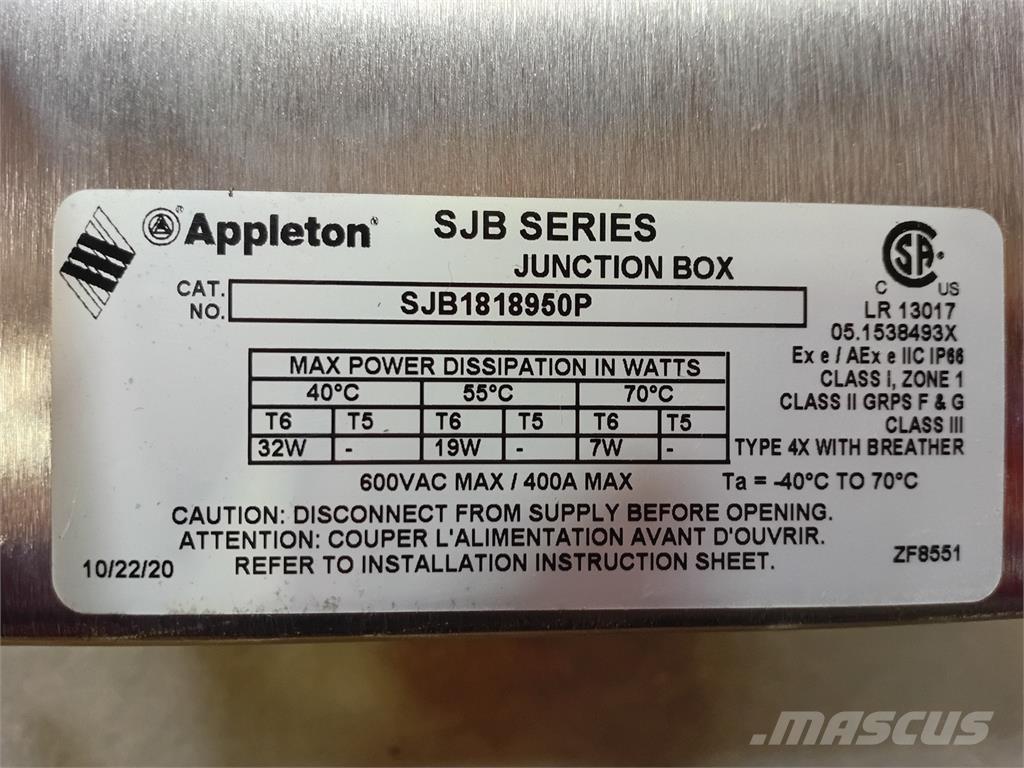 Appleton® SJB SERIES
JUNCTION BOX
CAT. NO. SJB1818950P
C US
LR 13017
05.1538493X
Ex e / AEx e IIC IP66
CLASS I, ZONE 1
CLASS II GRPS F & G
CLASS III
TYPE 4X WITH BREATHER
MAX POWER DISSIPATION IN WATTS
40°C 55°C 70°C
T6 T5 T6 T5 T6 T5
32W - 19W - 7W -
600VAC MAX / 400A MAX Ta = -40°C TO 70°C
CAUTION: DISCONNECT FROM SUPPLY BEFORE OPENING.
ATTENTION: COUPER L'ALIMENTATION AVANT D'OUVRIR.
10/22/20 REFER TO INSTALLATION INSTRUCTION SHEET. ZF8551
MASCUS